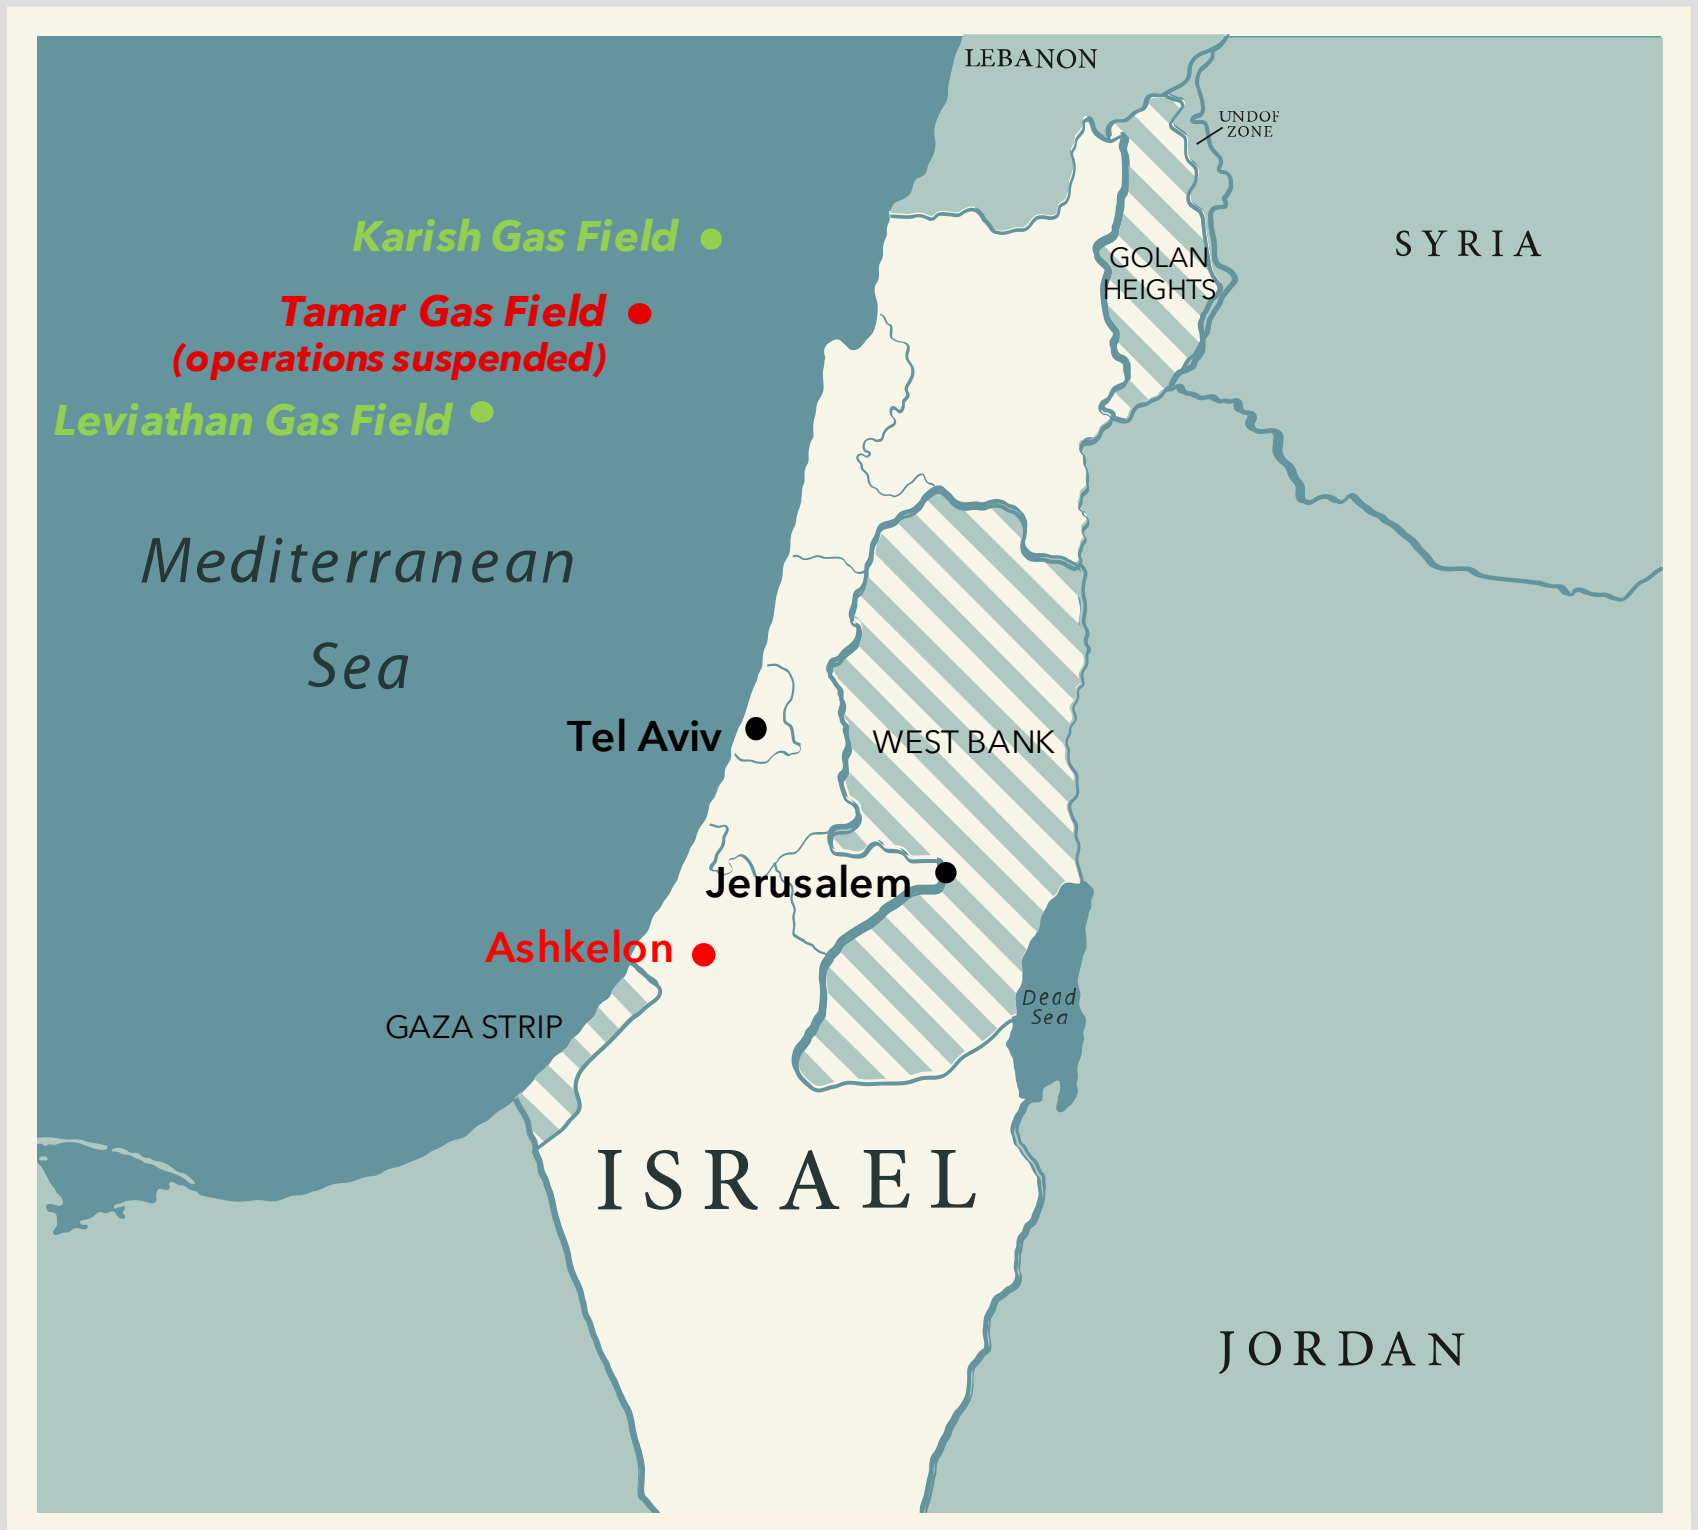 LEBANON
UNDOF
ZONE
Karish Gas Field
SYRIA
GOLAN
HEIGHTS
Tamar Gas Field
(operations suspended)
Leviathan Gas Field
Mediterranean
Sea
Tel Aviv
WEST BANK
Jerusalem
Ashkelon
Dead
Sea
GAZA STRIP
ISRAEL
JORDAN